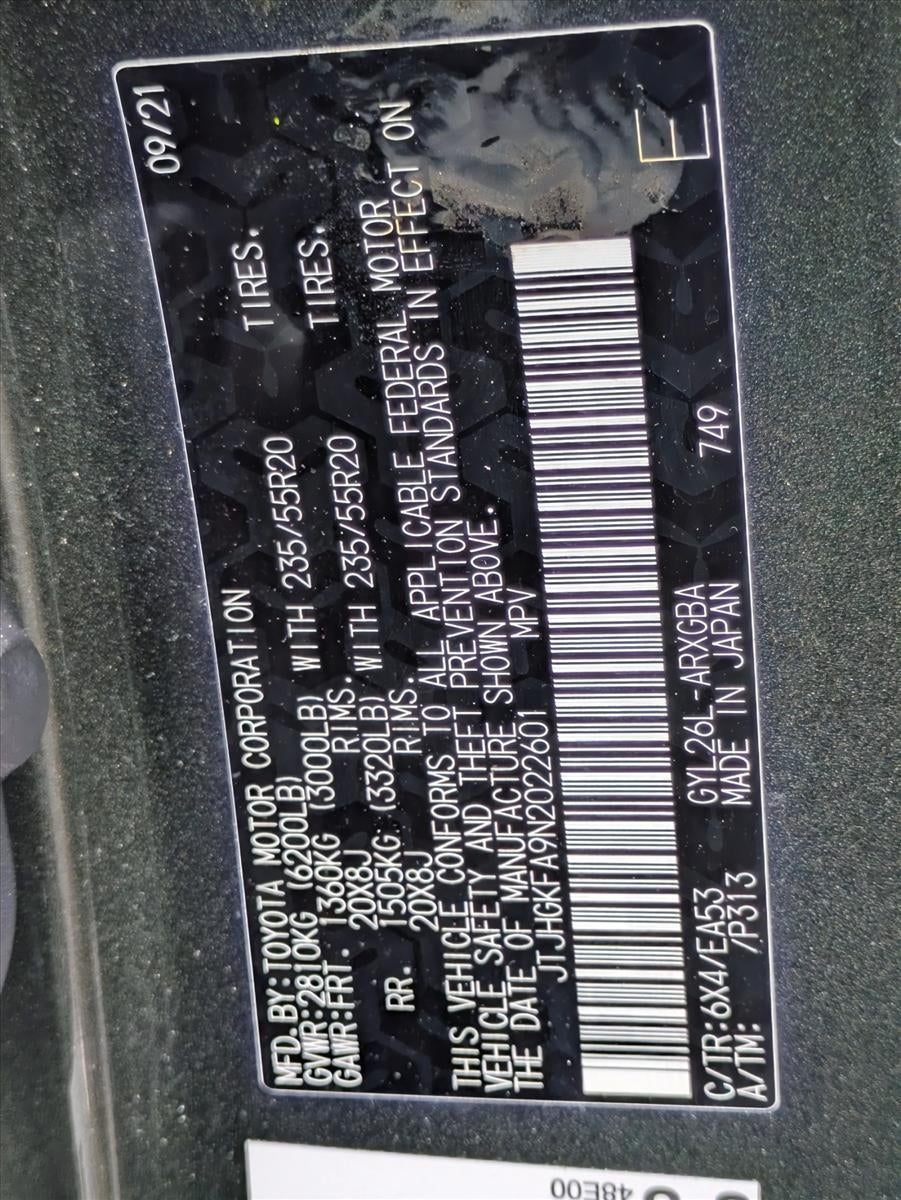 MFD.BY:TOYOTA MOTOR CORPORATION 09/21
GVWR:2810KG (6200LB)
GAWR:FRT. 1360KG (3000LB) WITH 235/55R20 TIRES.
20X8J RIMS.
RR. 1505KG (3320LB) WITH 235/55R20 TIRES.
20X8J RIMS.
THIS VEHICLE CONFORMS TO ALL APPLICABLE FEDERAL MOTOR
VEHICLE SAFETY AND THEFT PREVENTION STANDARDS IN EFFECT ON
THE DATE OF MANUFACTURE SHOWN ABOVE.
JTJHGKFA9N2022601 MPV
E
C/TR:6X4/EA53 GYL26L-ARXGBA 749
A/TM: /P313 MADE IN JAPAN
48E00